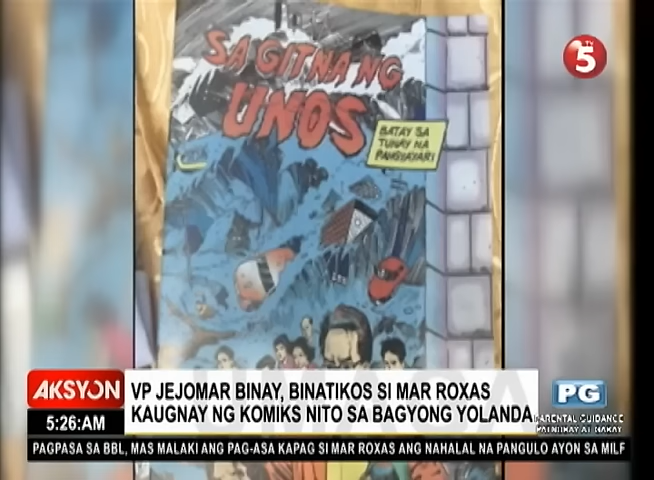 SA GITNA NG
UNOS
BATAY SA
TUNAY NA
PANGYAYARI
TV
5
AKSYON
5:26:AM
VP JEJOMAR BINAY, BINATIKOS SI MAR ROXAS
KAUGNAY NG KOMIKS NITO SA BAGYONG YOLANDA
PG
PARENTAL GUIDANCE
PATNUBAY AT GABAY
PAGPASA SA BBL, MAS MALAKI ANG PAG-ASA KAPAG SI MAR ROXAS ANG NAHALAL NA PANGULO AYON SA MILF